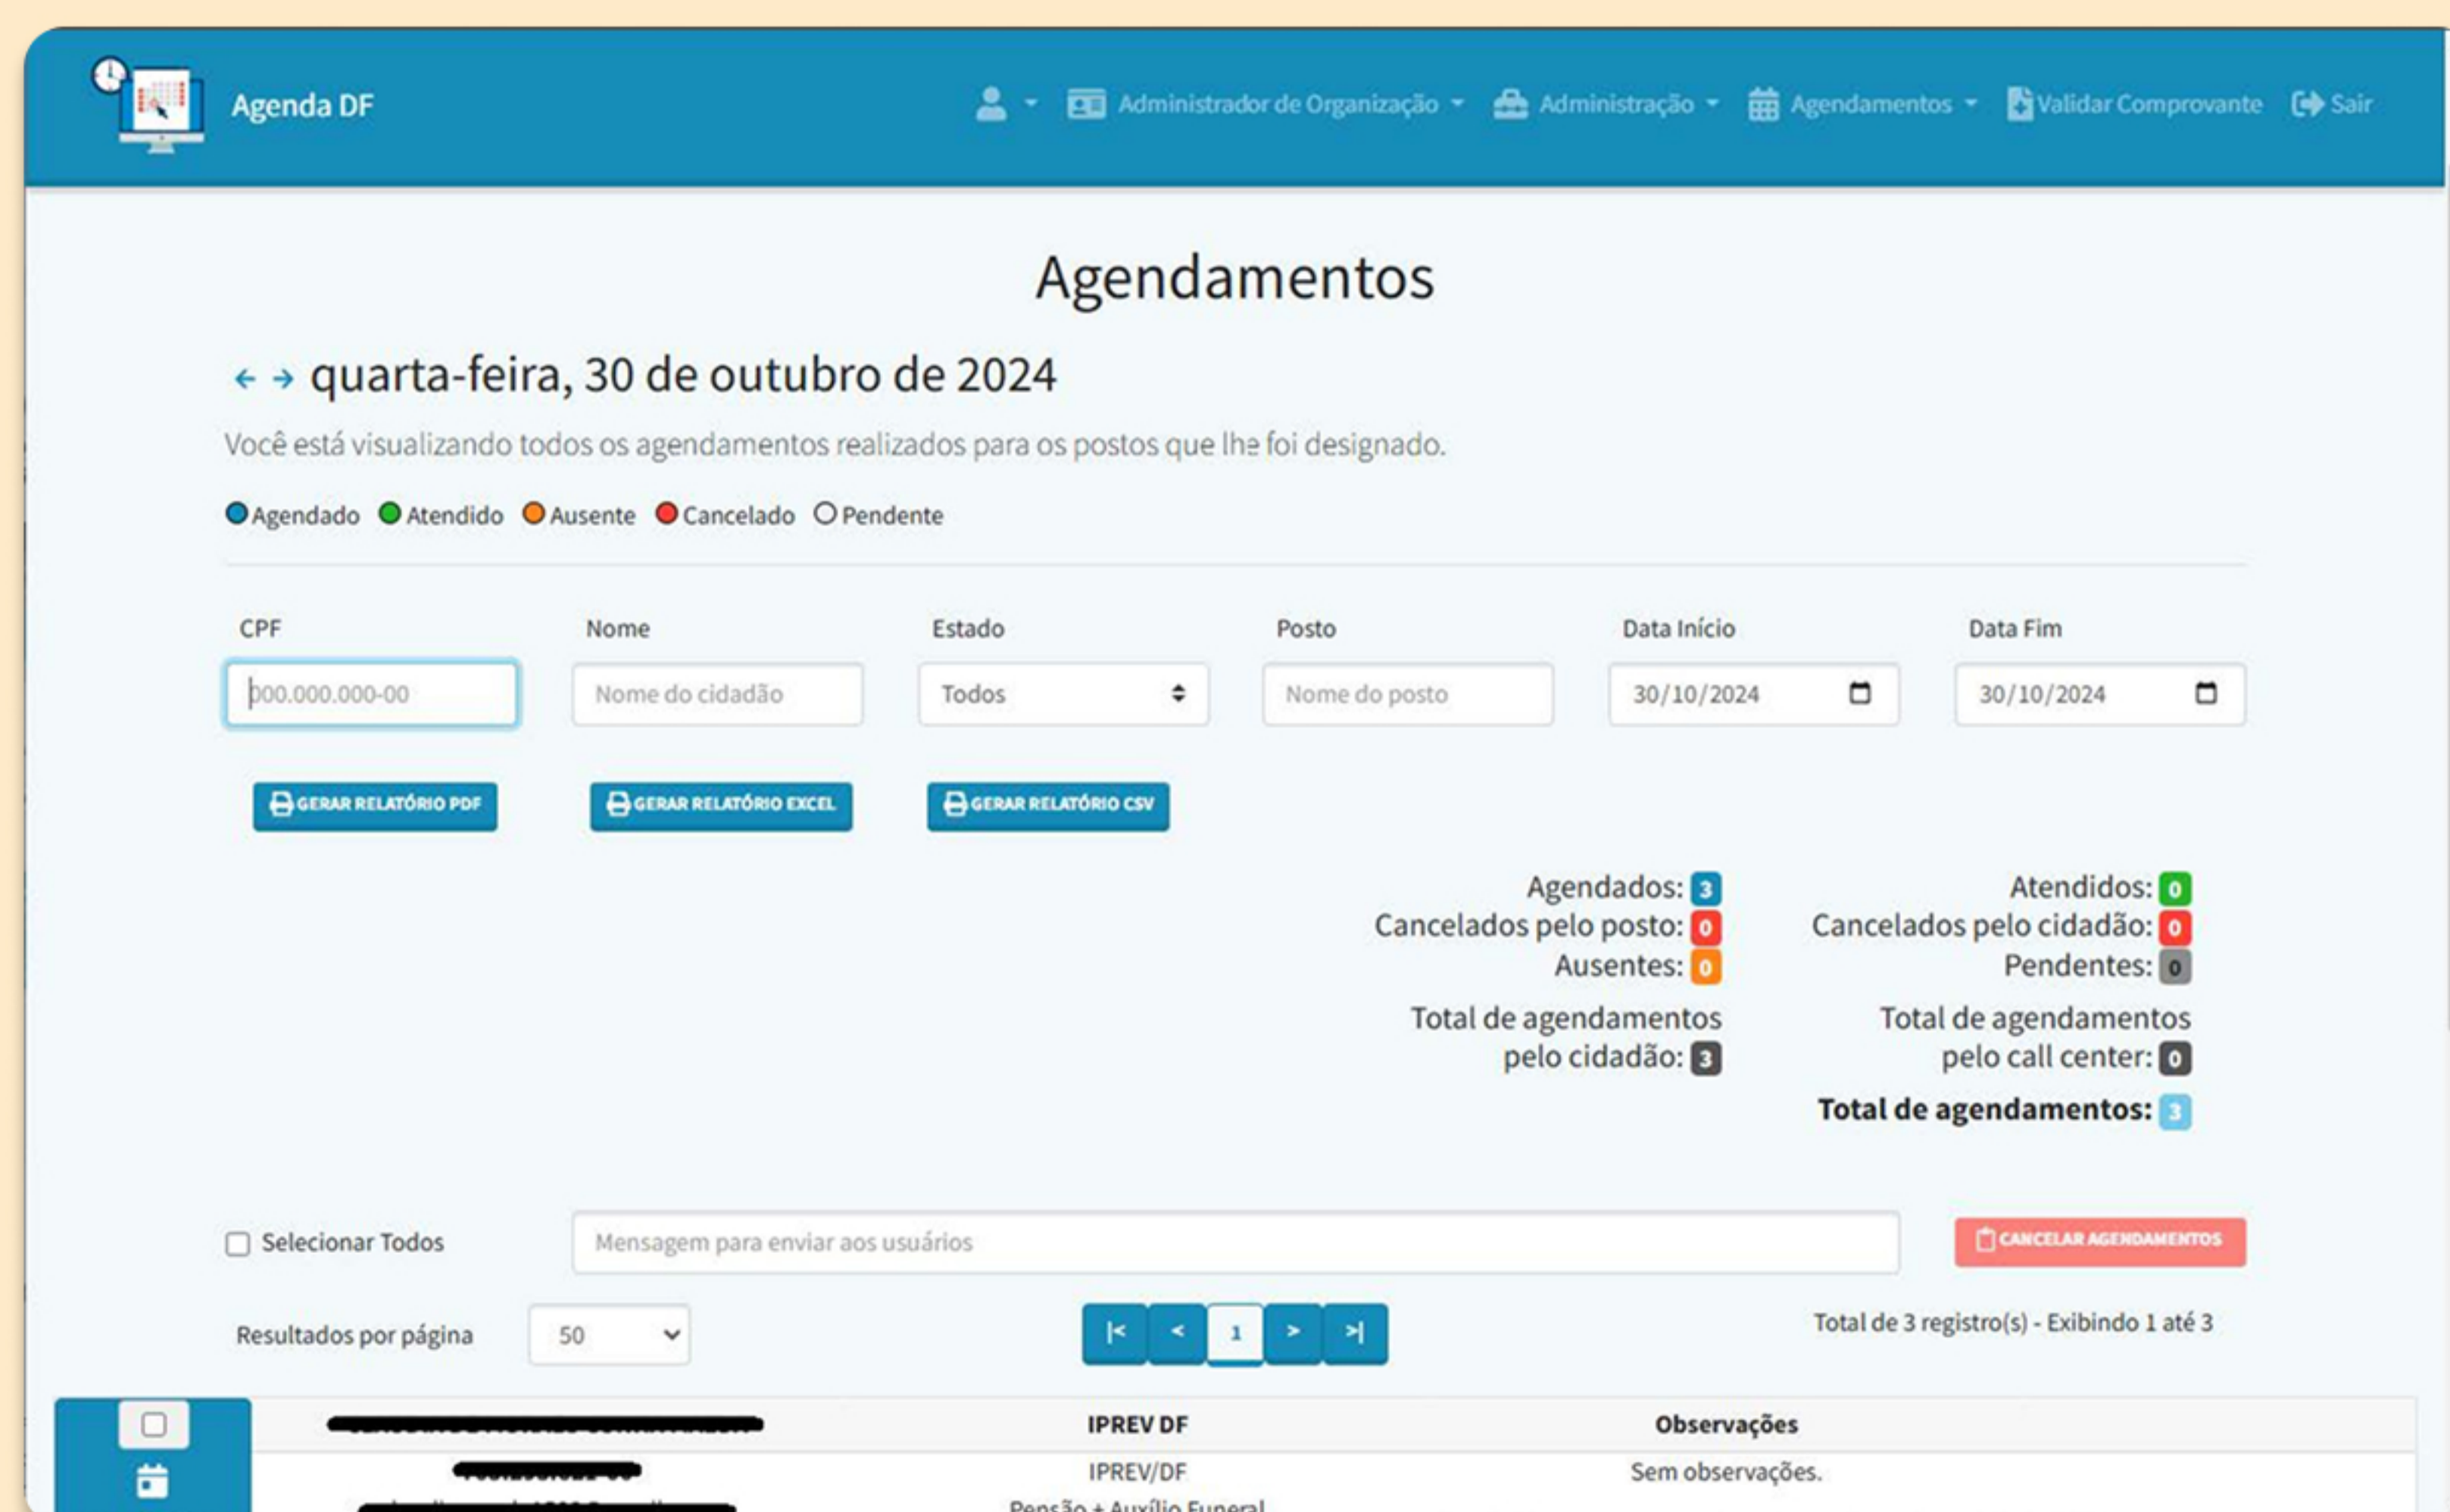 Agenda DF
Administrador de Organização
Administração
Agendamentos
Validar Comprovante
Sair
Agendamentos
← → quarta-feira, 30 de outubro de 2024
Você está visualizando todos os agendamentos realizados para os postos que lhe foi designado.
Agendado Atendido Ausente Cancelado Pendente
CPF Nome Estado Posto Data Início Data Fim
000.000.000-00 Nome do cidadão Todos Nome do posto 30/10/2024 30/10/2024
GERAR RELATÓRIO PDF GERAR RELATÓRIO EXCEL GERAR RELATÓRIO CSV
Agendados: 3 Atendidos: 0
Cancelados pelo posto: 0 Cancelados pelo cidadão: 0
Ausentes: 0 Pendentes: 0
Total de agendamentos Total de agendamentos
pelo cidadão: 3 pelo call center: 0
Total de agendamentos: 3
Selecionar Todos Mensagem para enviar aos usuários CANCELAR AGENDAMENTOS
Resultados por página 50 |< < 1 > >| Total de 3 registro(s) - Exibindo 1 até 3
IPREV DF Observações
IPREV/DF Sem observações.
Pensão + Auxílio Funeral